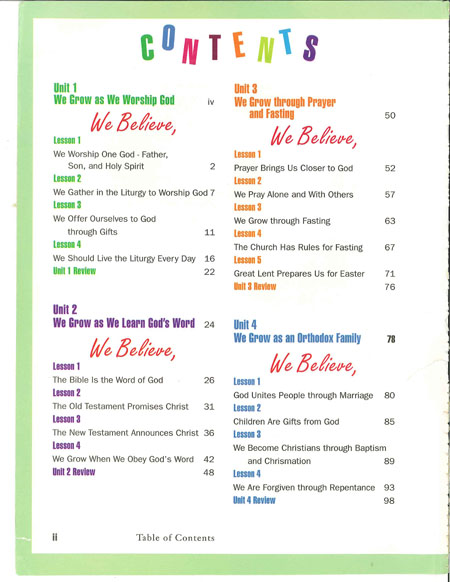 CONTENTS
Unit 1
We Grow as We Worship God iv
We Believe,
Lesson 1
We Worship One God - Father,
Son, and Holy Spirit 2
Lesson 2
We Gather in the Liturgy to Worship God 7
Lesson 3
We Offer Ourselves to God
through Gifts 11
Lesson 4
We Should Live the Liturgy Every Day 16
Unit 1 Review 22
Unit 2
We Grow as We Learn God's Word 24
We Believe,
Lesson 1
The Bible Is the Word of God 26
Lesson 2
The Old Testament Promises Christ 31
Lesson 3
The New Testament Announces Christ 36
Lesson 4
We Grow When We Obey God's Word 42
Unit 2 Review 48
Unit 3
We Grow through Prayer
and Fasting 50
We Believe,
Lesson 1
Prayer Brings Us Closer to God 52
Lesson 2
We Pray Alone and With Others 57
Lesson 3
We Grow through Fasting 63
Lesson 4
The Church Has Rules for Fasting 67
Lesson 5
Great Lent Prepares Us for Easter 71
Unit 3 Review 76
Unit 4
We Grow as an Orthodox Family 78
We Believe,
Lesson 1
God Unites People through Marriage 80
Lesson 2
Children Are Gifts from God 85
Lesson 3
We Become Christians through Baptism
and Chrismation 89
Lesson 4
We Are Forgiven through Repentance 93
Unit 4 Review 98
ii Table of Contents